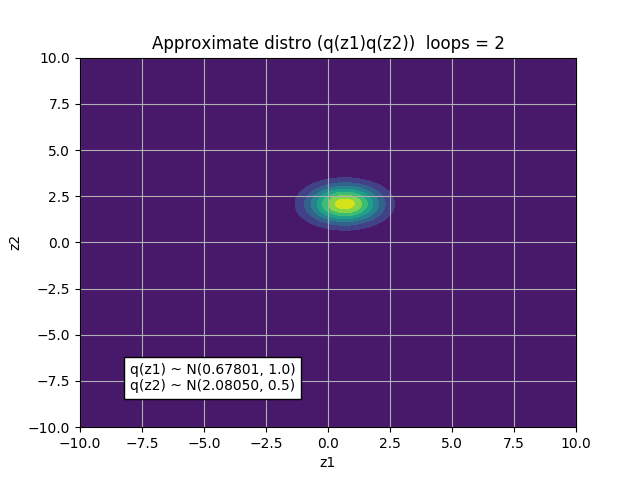 Approximate distro (q(z1)q(z2))  loops = 2
10.0
7.5
5.0
2.5
0.0
−2.5
−5.0
−7.5
−10.0
z2
q(z1) ~ N(0.67801, 1.0)
q(z2) ~ N(2.08050, 0.5)
−10.0 −7.5 −5.0 −2.5 0.0 2.5 5.0 7.5 10.0
z1